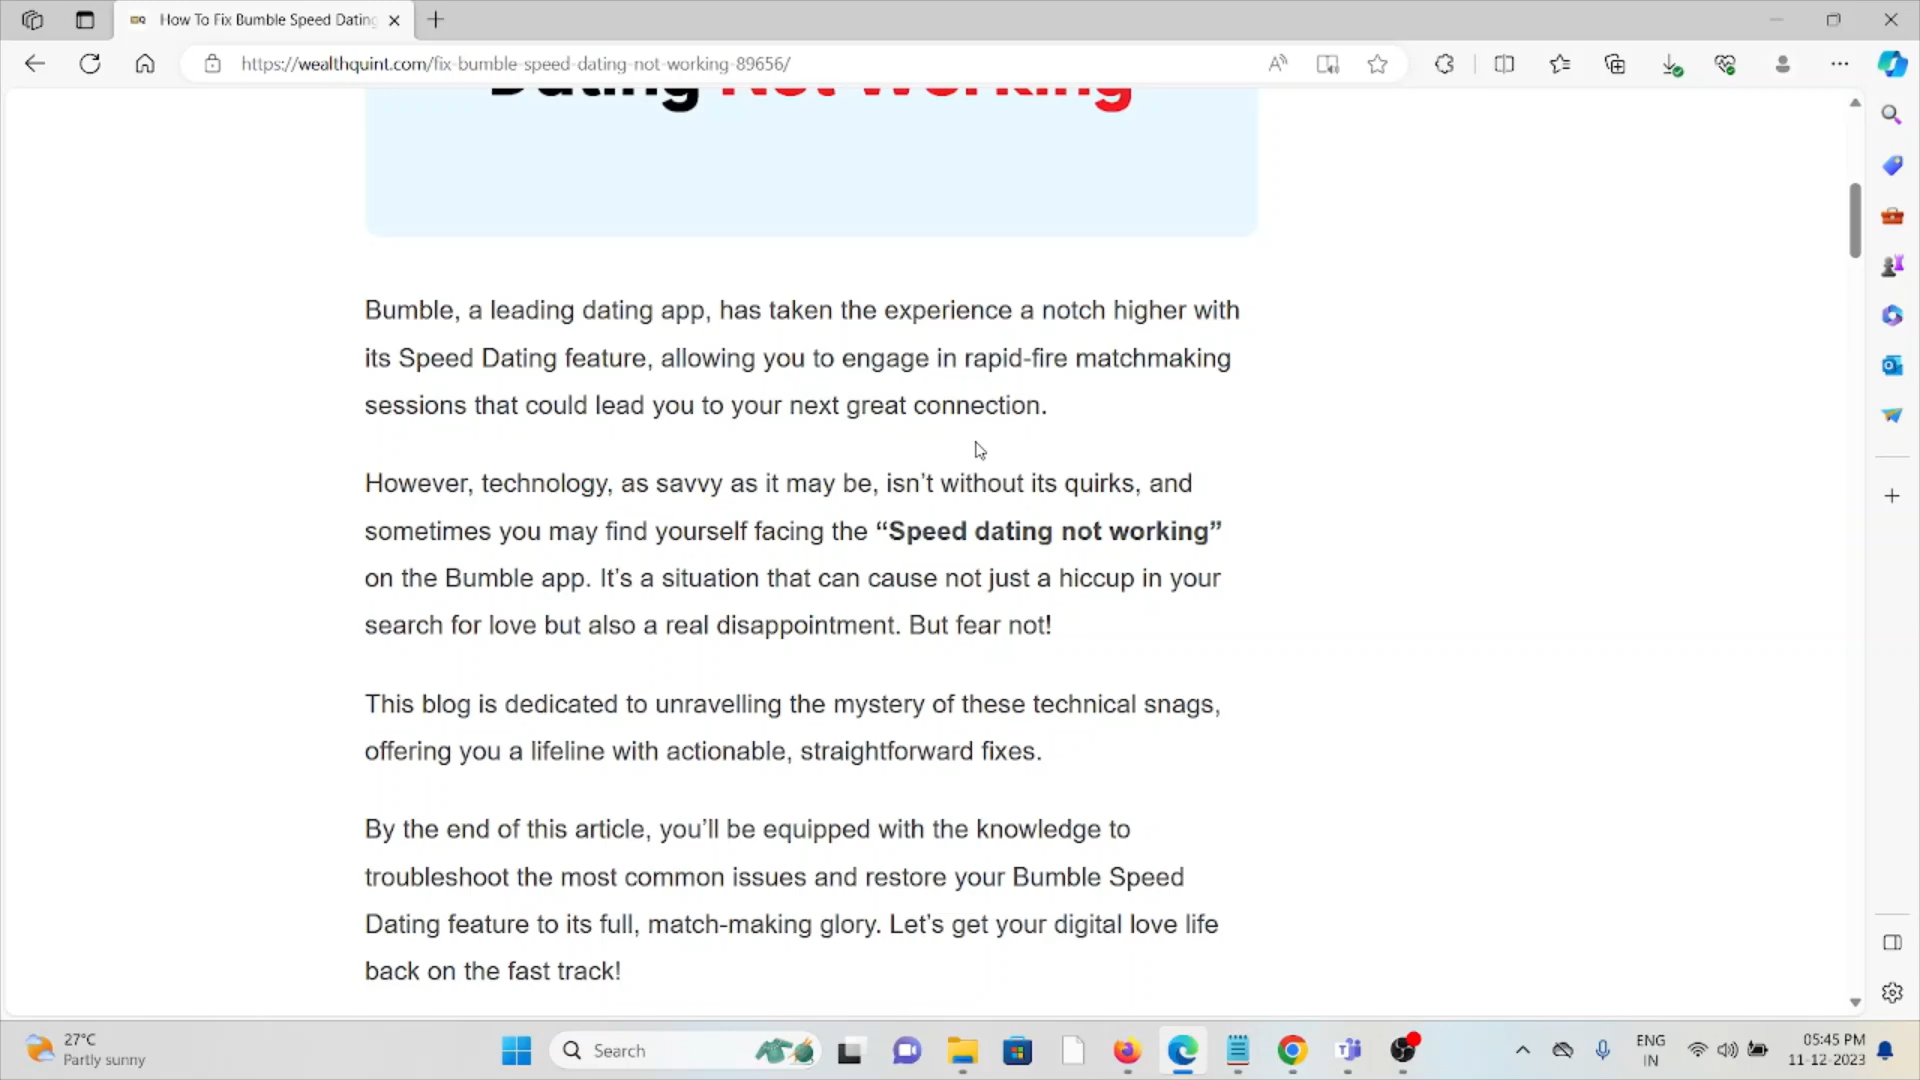 How To Fix Bumble Speed Dating
https://wealthquint.com/fix-bumble-speed-dating-not-working-89656/
Dating Not Working
Bumble, a leading dating app, has taken the experience a notch higher with
its Speed Dating feature, allowing you to engage in rapid-fire matchmaking
sessions that could lead you to your next great connection.
However, technology, as savvy as it may be, isn’t without its quirks, and
sometimes you may find yourself facing the “Speed dating not working”
on the Bumble app. It’s a situation that can cause not just a hiccup in your
search for love but also a real disappointment. But fear not!
This blog is dedicated to unravelling the mystery of these technical snags,
offering you a lifeline with actionable, straightforward fixes.
By the end of this article, you’ll be equipped with the knowledge to
troubleshoot the most common issues and restore your Bumble Speed
Dating feature to its full, match-making glory. Let’s get your digital love life
back on the fast track!
27°C
Partly sunny
Search
ENG
IN
05:45 PM
11-12-2023